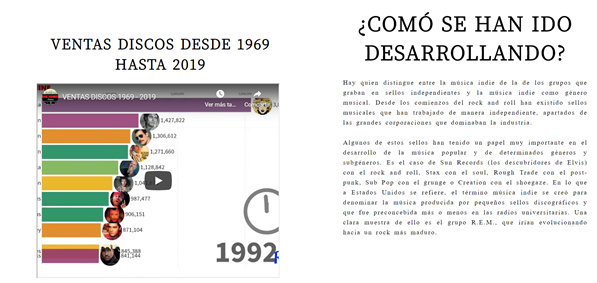 VENTAS DISCOS DESDE 1969
HASTA 2019
VENTAS DISCOS 1969 - 2019
Ver más ta...
1,427,822
1,306,632
1,271,660
1,128,842
987,477
906,151
871,104
845,388
841,144
1992
¿COMÓ SE HAN IDO
DESARROLLANDO?
Hay quien distingue entre la música indie de la de los grupos que
graban en sellos independientes y la música indie como género
musical. Desde los comienzos del rock and roll han existido sellos
musicales que han trabajado de manera independiente, apartados de
las grandes corporaciones que dominaban la industria.
Algunos de estos sellos han tenido un papel muy importante en el
desarrollo de la música popular y de determinados géneros y
subgéneros. Es el caso de Sun Records (los descubridores de Elvis)
con el rock and roll, Stax con el soul, Rough Trade con el post-
punk, Sub Pop con el grunge o Creation con el shoegaze. En lo que
a Estados Unidos se refiere, el término música indie se creó para
denominar la música producida por pequeños sellos discográficos y
que fue preconcebida más o menos en las radios universitarias. Una
clara muestra de ello es el grupo R.E.M., que irían evolucionando
hacia un rock más maduro.